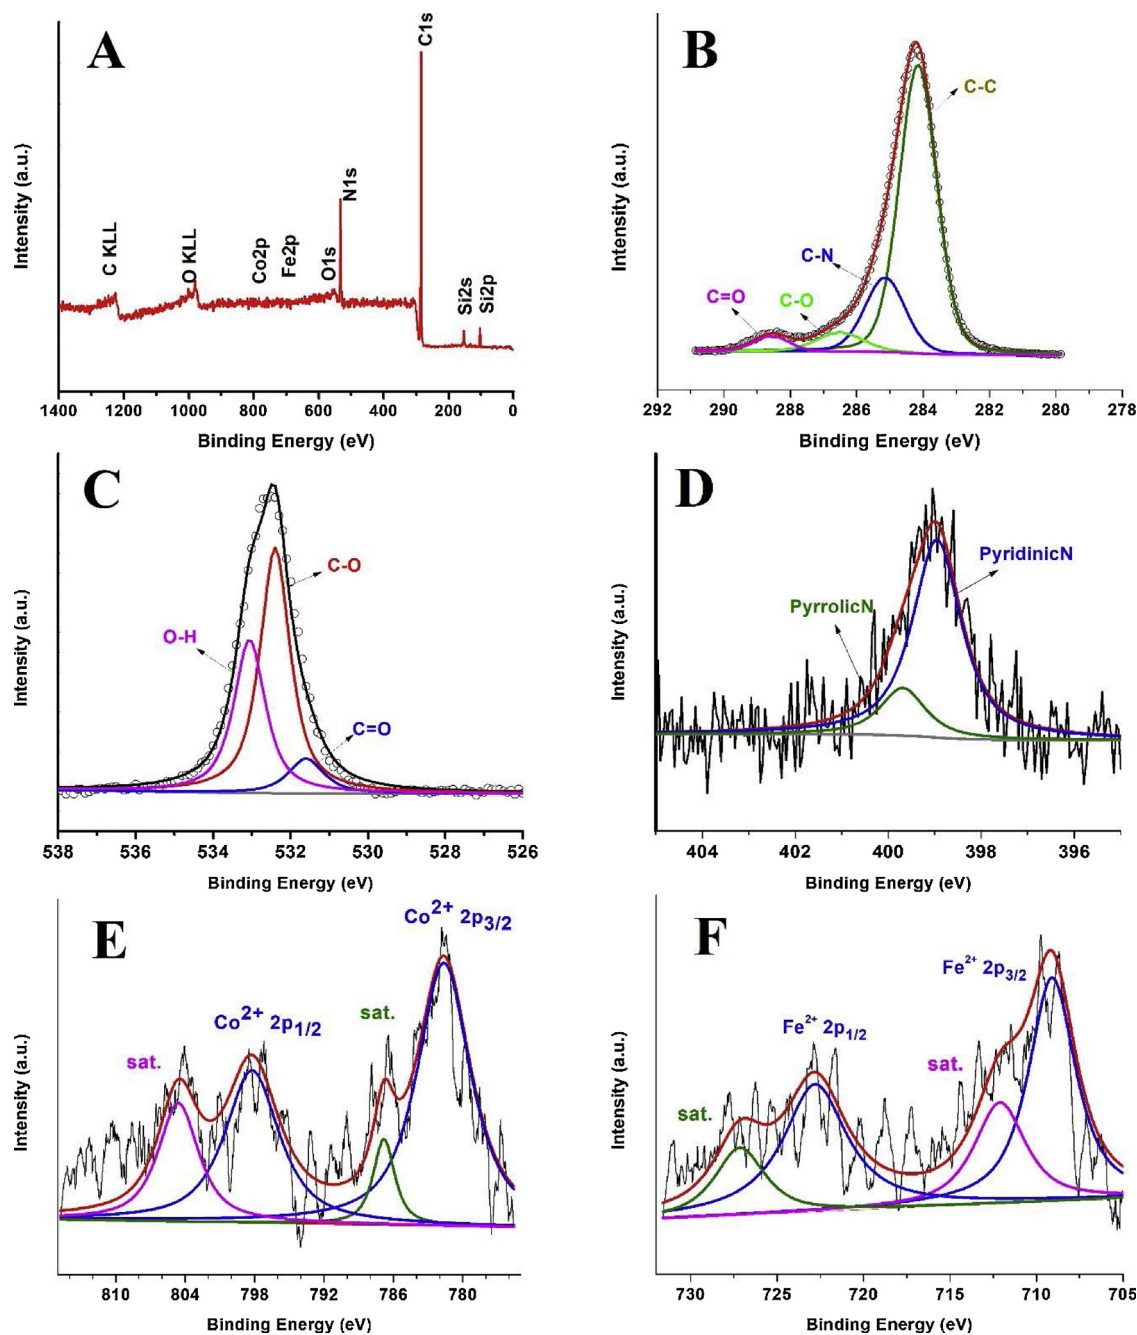 A
C KLL
O KLL
Co2p
Fe2p
O1s
N1s
C1s
Si2s
Si2p
Intensity (a.u.)
1400 1200 1000 800 600 400 200 0
Binding Energy (eV)
B
C-C
C-N
C-O
C=O
Intensity (a.u.)
292 290 288 286 284 282 280 278
Binding Energy (eV)
C
C-O
O-H
C=O
Intensity (a.u.)
538 536 534 532 530 528 526
Binding Energy (eV)
D
PyridinicN
PyrrolicN
Intensity (a.u.)
404 402 400 398 396
Binding Energy (eV)
E
Co2+ 2p3/2
Co2+ 2p1/2
sat.
sat.
Intensity (a.u.)
810 804 798 792 786 780
Binding Energy (eV)
F
Fe2+ 2p3/2
Fe2+ 2p1/2
sat.
sat.
Intensity (a.u.)
730 725 720 715 710 705
Binding Energy (eV)